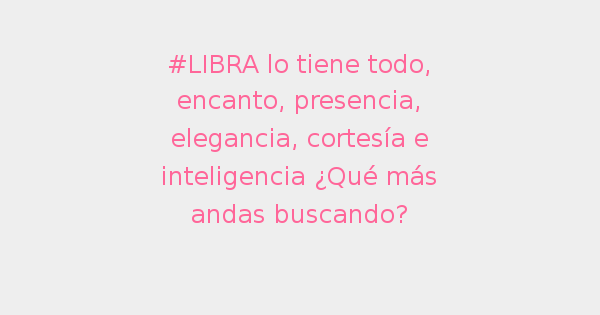 #LIBRA lo tiene todo,
encanto, presencia,
elegancia, cortesía e
inteligencia ¿Qué más
andas buscando?